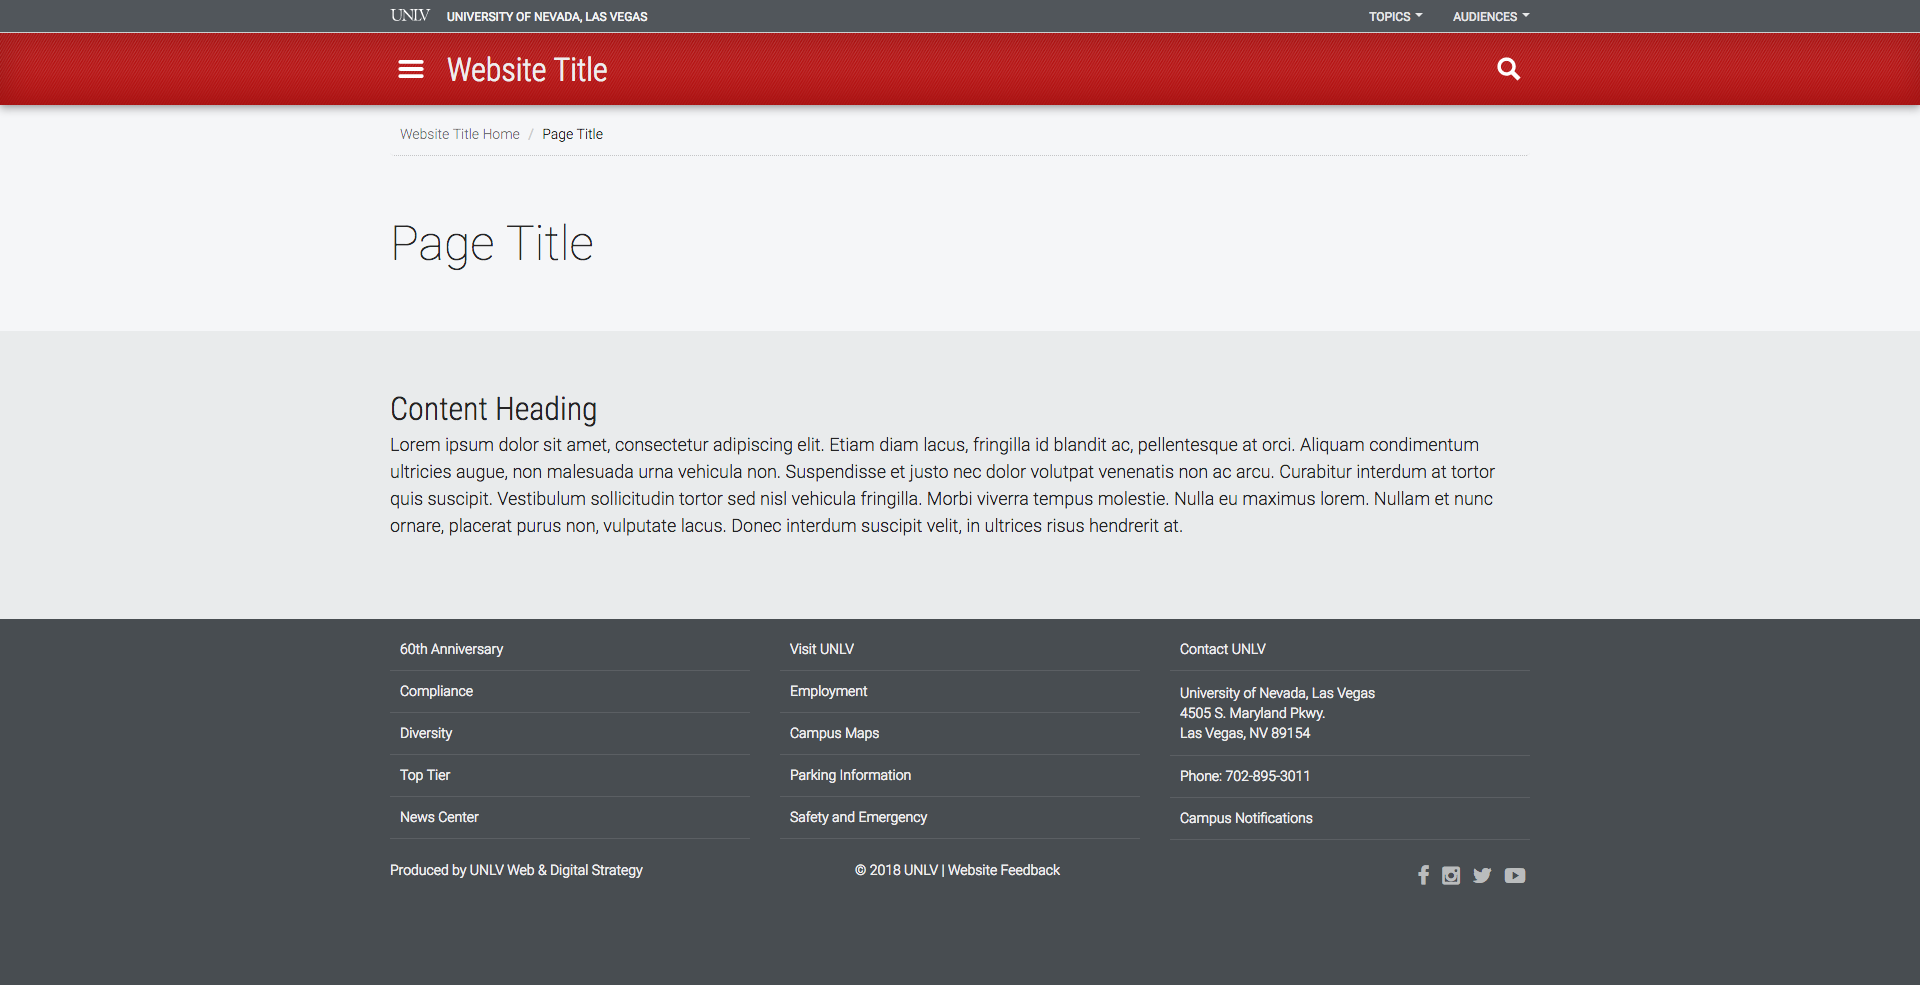 UNLV UNIVERSITY OF NEVADA, LAS VEGAS TOPICS AUDIENCES
Website Title
Website Title Home / Page Title
Page Title
Content Heading
Lorem ipsum dolor sit amet, consectetur adipiscing elit. Etiam diam lacus, fringilla id blandit ac, pellentesque at orci. Aliquam condimentum
ultricies augue, non malesuada urna vehicula non. Suspendisse et justo nec dolor volutpat venenatis non ac arcu. Curabitur interdum at tortor
quis suscipit. Vestibulum sollicitudin tortor sed nisl vehicula fringilla. Morbi viverra tempus molestie. Nulla eu maximus lorem. Nullam et nunc
ornare, placerat purus non, vulputate lacus. Donec interdum suscipit velit, in ultrices risus hendrerit at.
60th Anniversary
Compliance
Diversity
Top Tier
News Center
Visit UNLV
Employment
Campus Maps
Parking Information
Safety and Emergency
Contact UNLV
University of Nevada, Las Vegas
4505 S. Maryland Pkwy.
Las Vegas, NV 89154
Phone: 702-895-3011
Campus Notifications
Produced by UNLV Web & Digital Strategy
© 2018 UNLV | Website Feedback